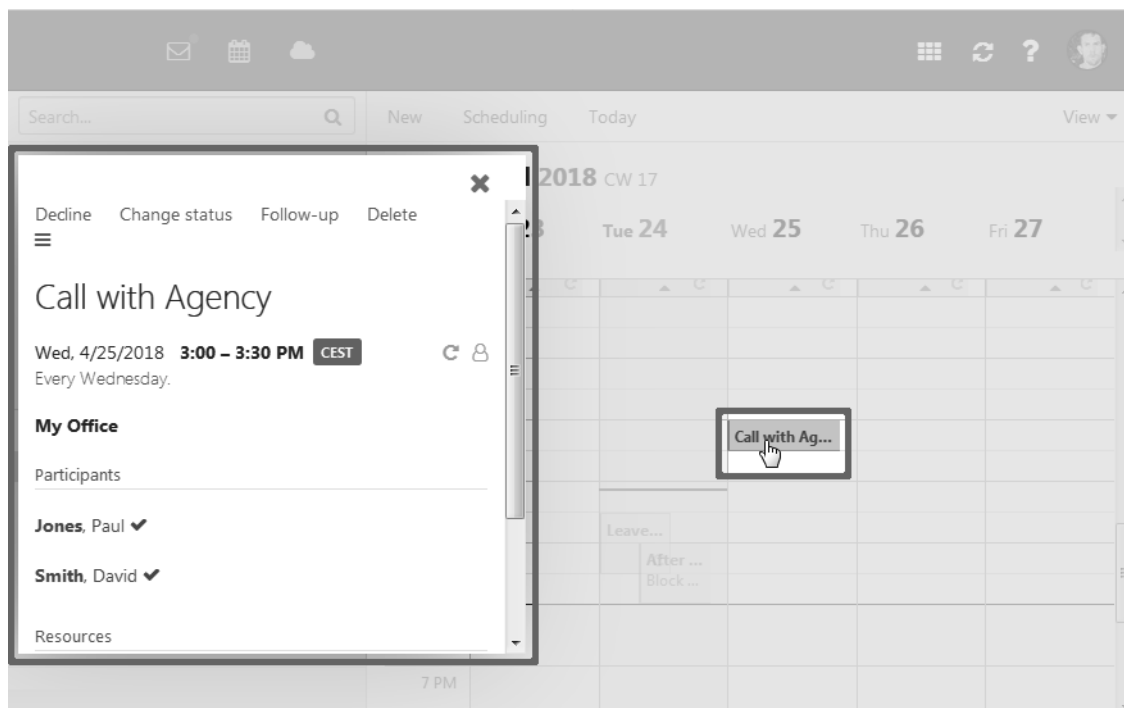 Search...
New Scheduling Today View
2018 CW 17
Tue 24 Wed 25 Thu 26 Fri 27
Decline Change status Follow-up Delete
Call with Agency
Wed, 4/25/2018 3:00 – 3:30 PM CEST
Every Wednesday.
My Office
Participants
Jones, Paul
Smith, David
Resources
Call with Ag...
Leave...
After ...
Block ...
7 PM